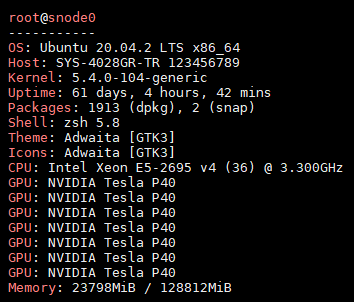 root@snode0
-----------
OS: Ubuntu 20.04.2 LTS x86_64
Host: SYS-4028GR-TR 123456789
Kernel: 5.4.0-104-generic
Uptime: 61 days, 4 hours, 42 mins
Packages: 1913 (dpkg), 2 (snap)
Shell: zsh 5.8
Theme: Adwaita [GTK3]
Icons: Adwaita [GTK3]
CPU: Intel Xeon E5-2695 v4 (36) @ 3.300GHz
GPU: NVIDIA Tesla P40
GPU: NVIDIA Tesla P40
GPU: NVIDIA Tesla P40
GPU: NVIDIA Tesla P40
GPU: NVIDIA Tesla P40
GPU: NVIDIA Tesla P40
GPU: NVIDIA Tesla P40
Memory: 23798MiB / 128812MiB